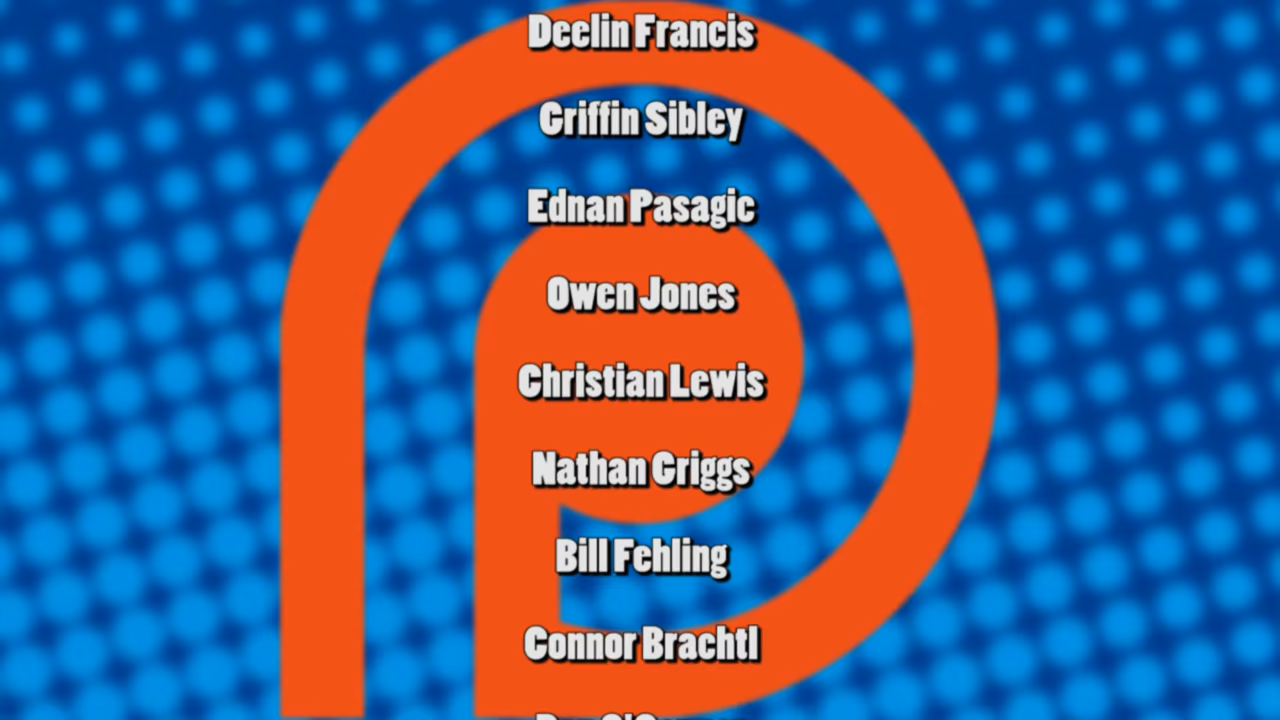 Deelin Francis
Griffin Sibley
Ednan Pasagic
Owen Jones
Christian Lewis
Nathan Griggs
Bill Fehling
Connor Brachtl